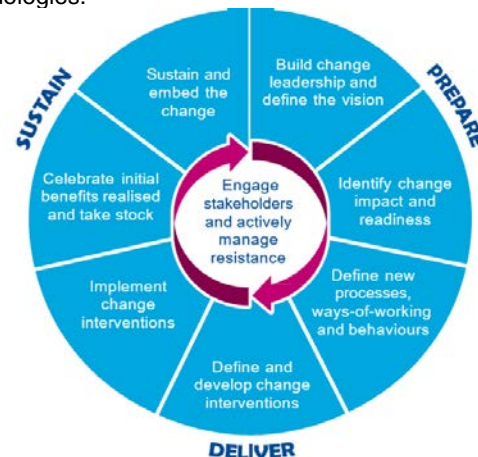 nologies.
Build change
leadership and
define the vision
PREPARE
Identify change
impact and
readiness
Define new
processes,
ways-of-working
and behaviours
Define and
develop change
interventions
DELIVER
Implement
change
interventions
Celebrate initial
benefits realised
and take stock
SUSTAIN
Sustain and
embed the
change
Engage
stakeholders
and actively
manage
resistance